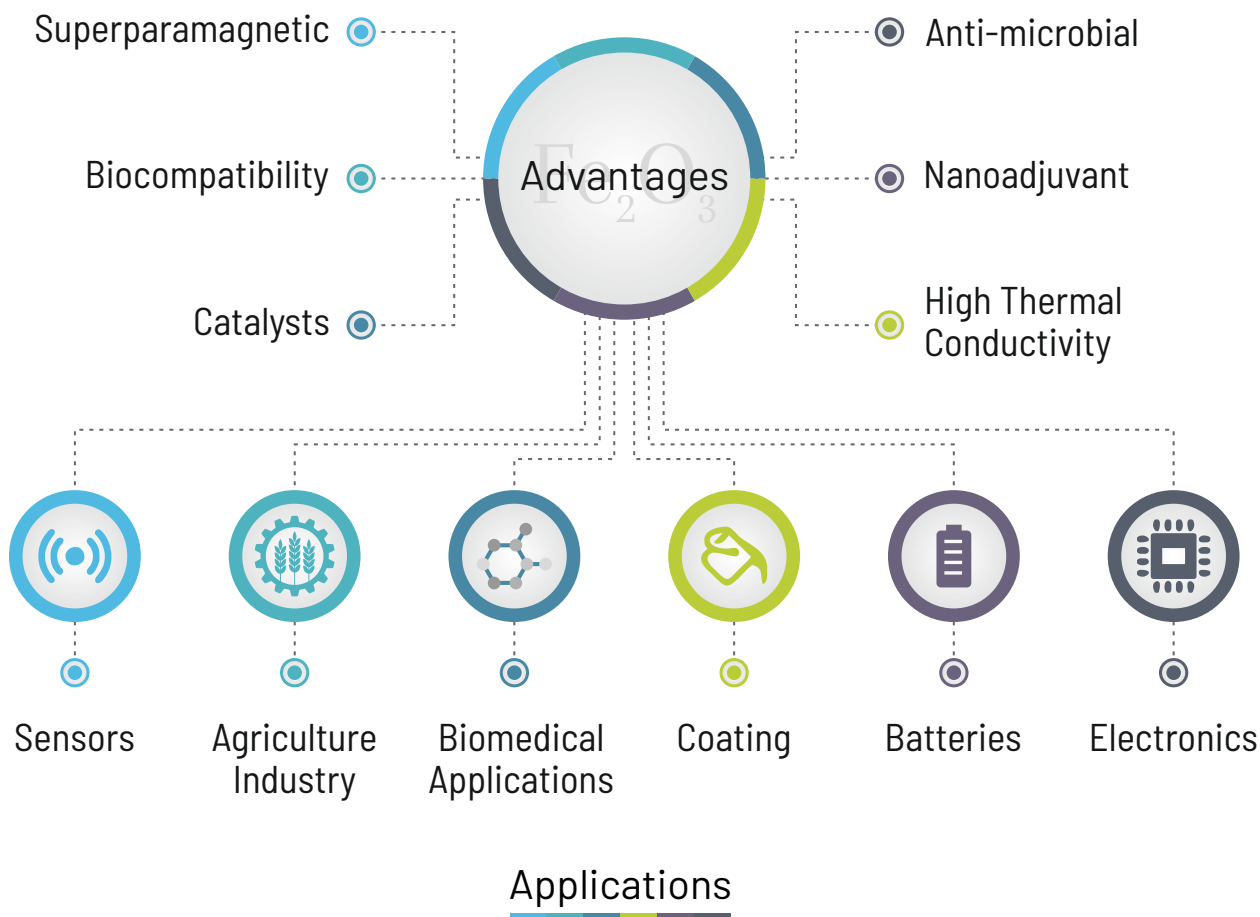 Superparamagnetic
Anti-microbial
Fe₂O₃
Advantages
Biocompatibility
Nanoadjuvant
Catalysts
High Thermal
Conductivity
Sensors
Agriculture
Industry
Biomedical
Applications
Coating
Batteries
Electronics
Applications